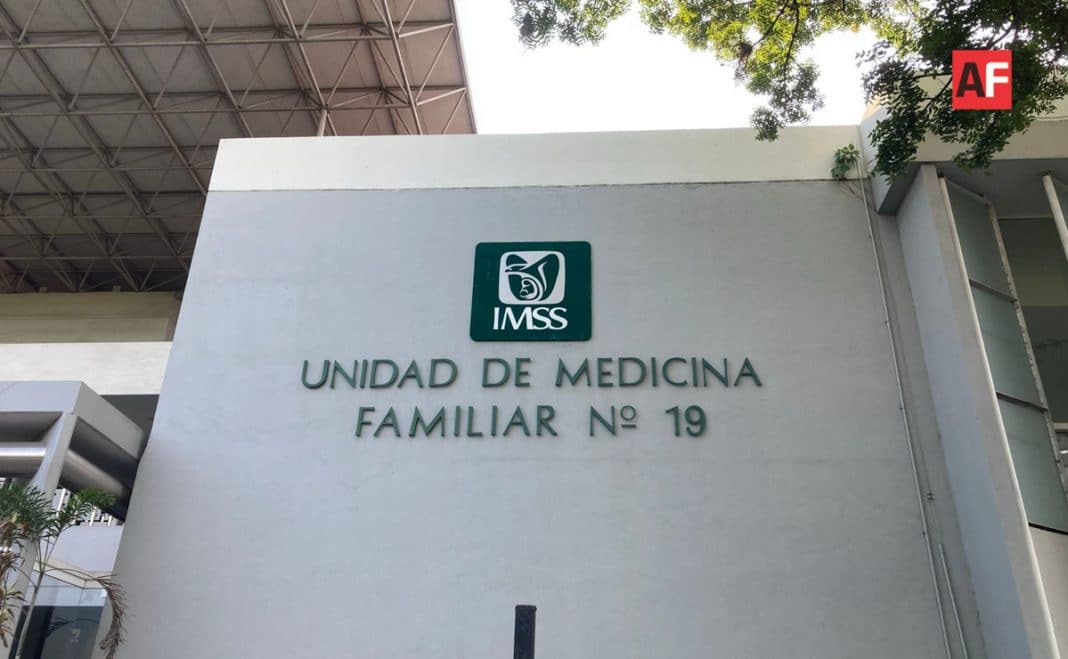 AF
IMSS
UNIDAD DE MEDICINA
FAMILIAR Nº 19